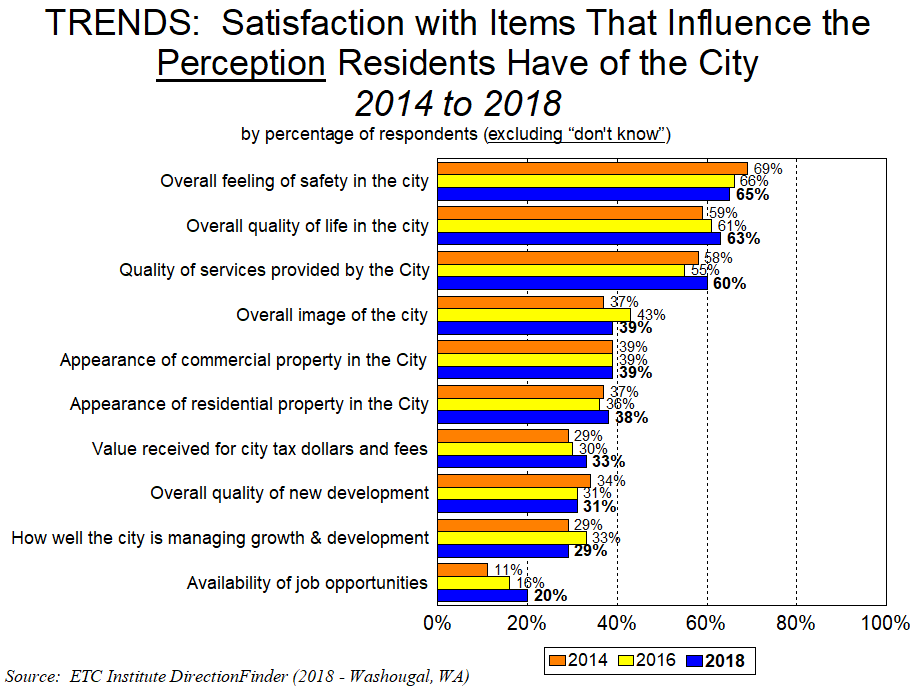 TRENDS:  Satisfaction with Items That Influence the
Perception Residents Have of the City
2014 to 2018
by percentage of respondents (excluding “don't know”)
Overall feeling of safety in the city
69%
66%
65%
Overall quality of life in the city
59%
61%
63%
Quality of services provided by the City
58%
55%
60%
Overall image of the city
37%
43%
39%
Appearance of commercial property in the City
39%
39%
39%
Appearance of residential property in the City
37%
36%
38%
Value received for city tax dollars and fees
29%
30%
33%
Overall quality of new development
34%
31%
31%
How well the city is managing growth & development
29%
33%
29%
Availability of job opportunities
11%
16%
20%
0% 20% 40% 60% 80% 100%
2014 2016 2018
Source:  ETC Institute DirectionFinder (2018 - Washougal, WA)